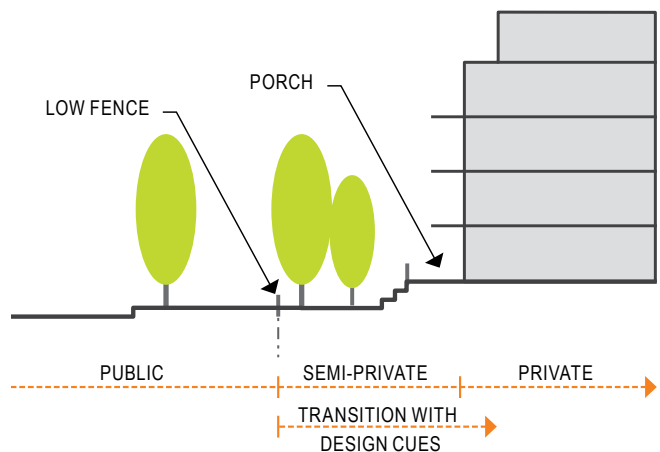 PORCH
LOW FENCE
PUBLIC
SEMI-PRIVATE
PRIVATE
TRANSITION WITH
DESIGN CUES